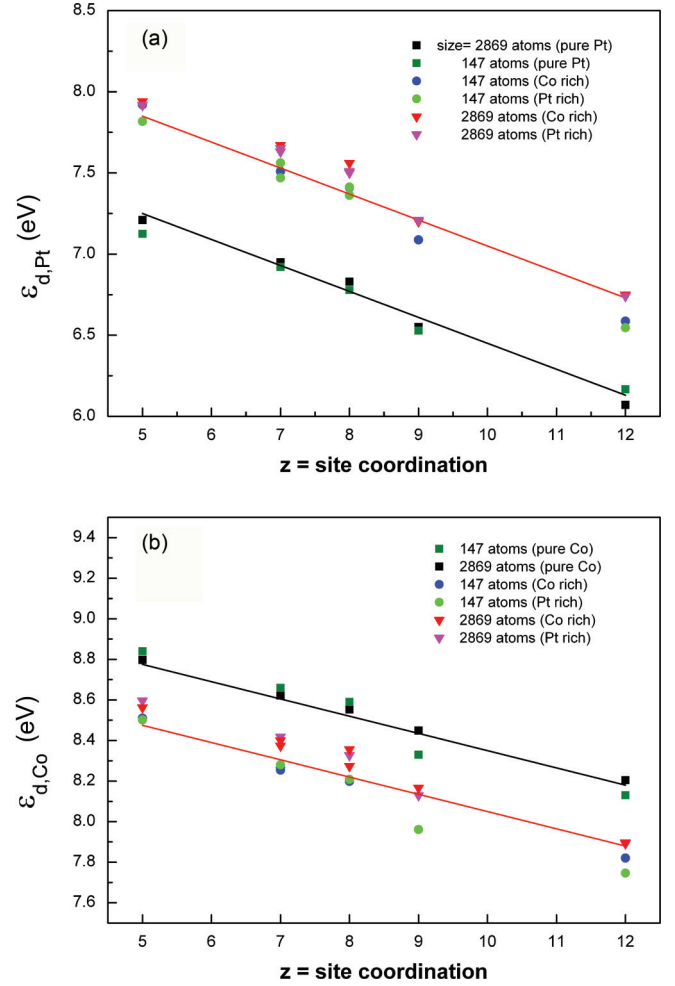 (a)
size= 2869 atoms (pure Pt)
147 atoms (pure Pt)
147 atoms (Co rich)
147 atoms (Pt rich)
2869 atoms (Co rich)
2869 atoms (Pt rich)
8.5
8.0
7.5
7.0
6.5
6.0
ε_{d,Pt} (eV)
5 6 7 8 9 10 11 12
z = site coordination
(b)
147 atoms (pure Co)
2869 atoms (pure Co)
147 atoms (Co rich)
147 atoms (Pt rich)
2869 atoms (Co rich)
2869 atoms (Pt rich)
9.4
9.2
9.0
8.8
8.6
8.4
8.2
8.0
7.8
7.6
ε_{d,Co} (eV)
5 6 7 8 9 10 11 12
z = site coordination